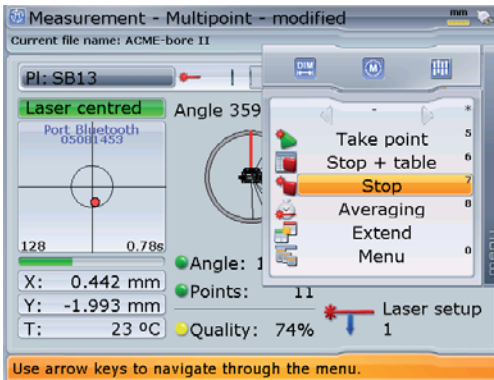 Measurement - Multipoint - modified
mm
Current file name: ACME-bore II
PI: SB13
DIM
M
Laser centred
Angle 359
- *
Port Bluetooth
05081453
Take point 5
Stop + table 6
Stop 7
Averaging 8
Extend
Menu 0
menu
128
0.78s
X: 0.442 mm
Y: -1.993 mm
T: 23 ºC
Angle: 1
Points: 11
Quality: 74%
Laser setup
1
Use arrow keys to navigate through the menu.